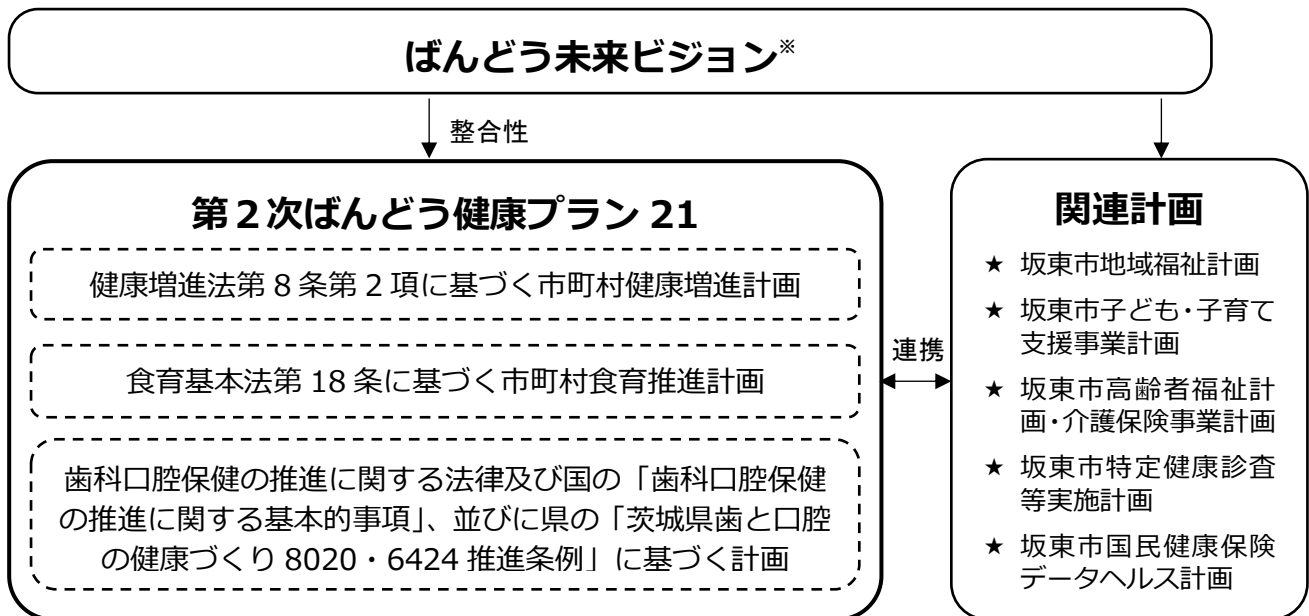 ばんどう未来ビジョン※
整合性
第2次ばんどう健康プラン 21
健康増進法第 8 条第 2 項に基づく市町村健康増進計画
食育基本法第 18 条に基づく市町村食育推進計画
歯科口腔保健の推進に関する法律及び国の「歯科口腔保健
の推進に関する基本的事項」、並びに県の「茨城県歯と口腔
の健康づくり 8020・6424 推進条例」に基づく計画
連携
関連計画
★ 坂東市地域福祉計画
★ 坂東市子ども・子育て
支援事業計画
★ 坂東市高齢者福祉計
画・介護保険事業計画
★ 坂東市特定健康診査
等実施計画
★ 坂東市国民健康保険
データヘルス計画